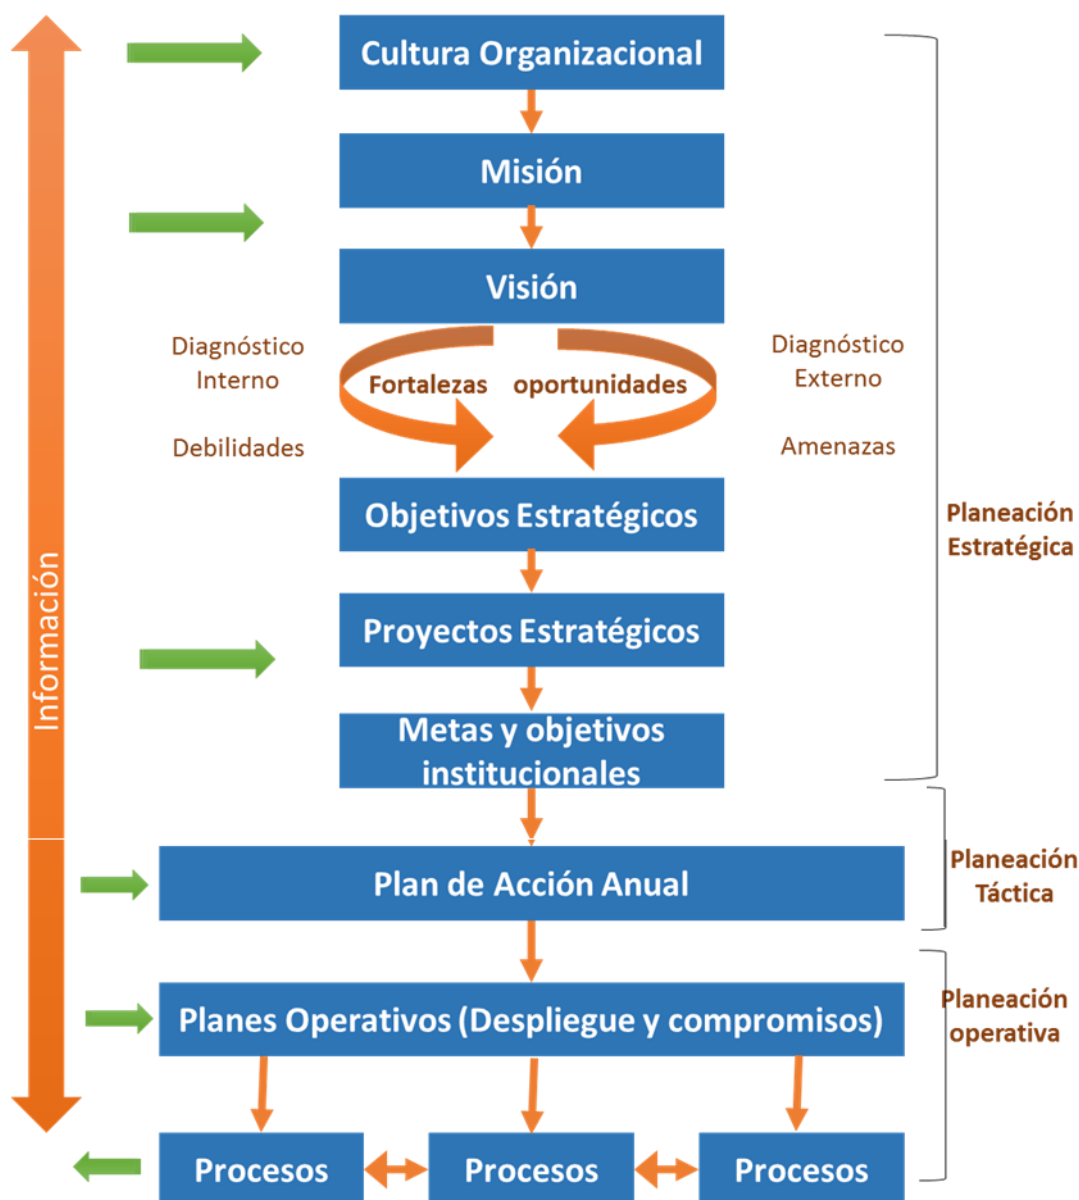 Cultura Organizacional
Misión
Visión
Diagnóstico
Interno
Debilidades
Fortalezas
oportunidades
Diagnóstico
Externo
Amenazas
Objetivos Estratégicos
Planeación
Estratégica
Información
Proyectos Estratégicos
Metas y objetivos
institucionales
Plan de Acción Anual
Planeación
Táctica
Planes Operativos (Despliegue y compromisos)
Planeación
operativa
Procesos
Procesos
Procesos